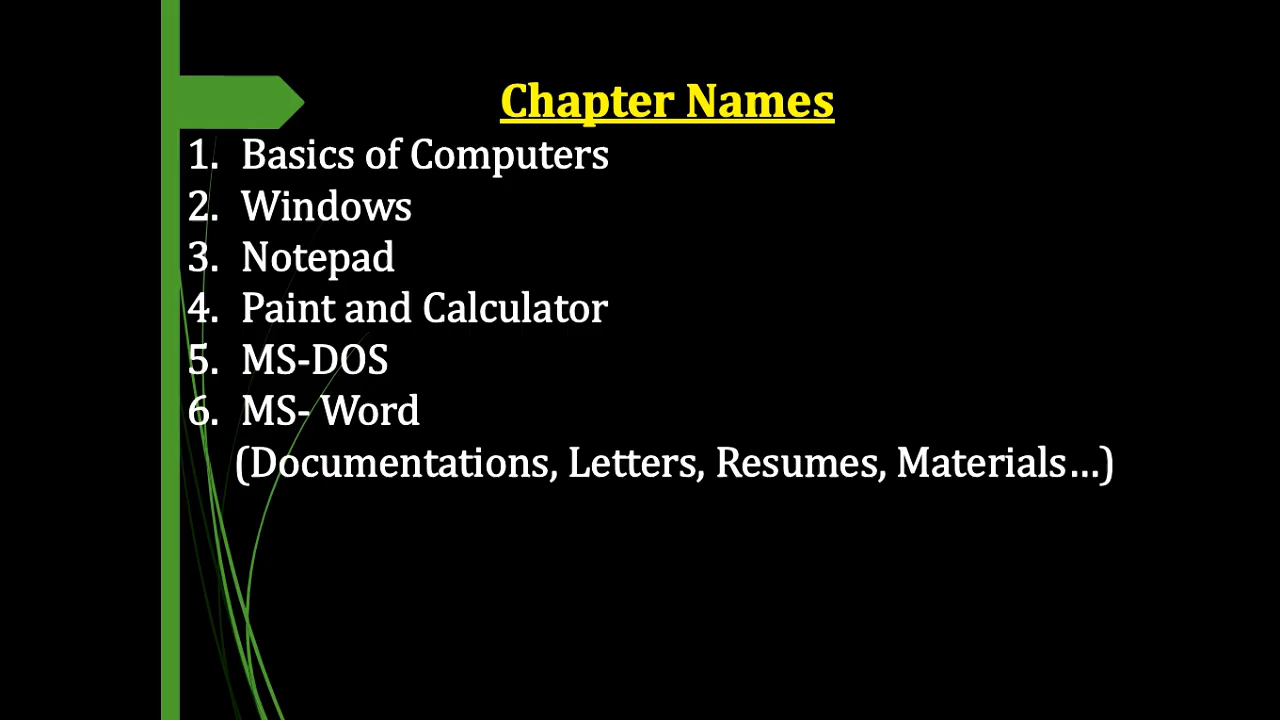 Chapter Names
1. Basics of Computers
2. Windows
3. Notepad
4. Paint and Calculator
5. MS-DOS
6. MS- Word
(Documentations, Letters, Resumes, Materials...)